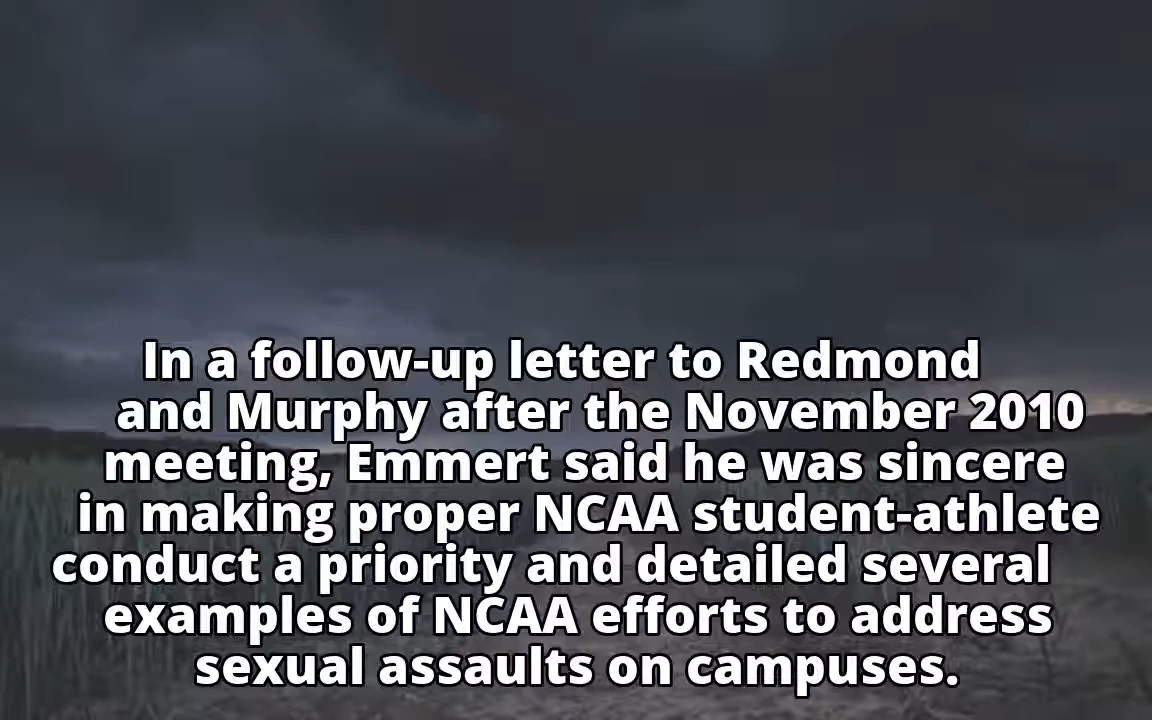 In a follow-up letter to Redmond
and Murphy after the November 2010
meeting, Emmert said he was sincere
in making proper NCAA student-athlete
conduct a priority and detailed several
examples of NCAA efforts to address
sexual assaults on campuses.